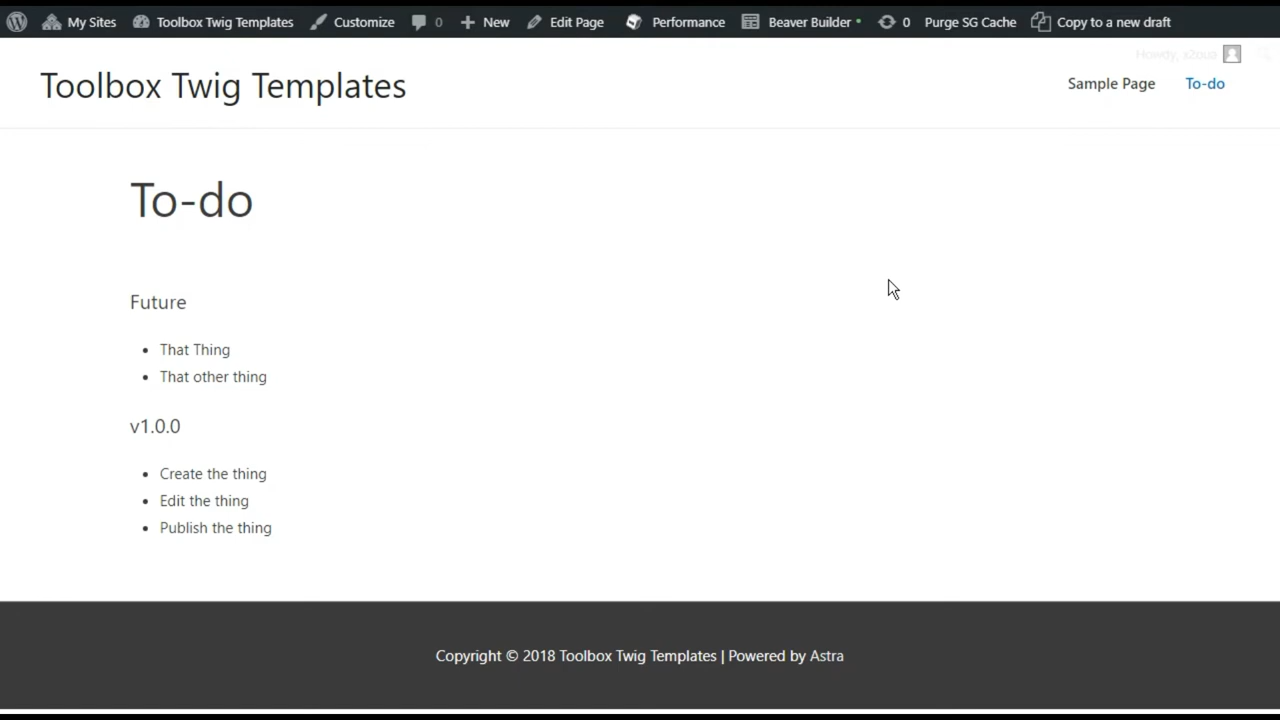 My Sites Toolbox Twig Templates Customize 0 New Edit Page Performance Beaver Builder 0 Purge SG Cache Copy to a new draft
Howdy,
Toolbox Twig Templates
Sample Page To-do
To-do
Future
That Thing
That other thing
v1.0.0
Create the thing
Edit the thing
Publish the thing
Copyright © 2018 Toolbox Twig Templates | Powered by Astra